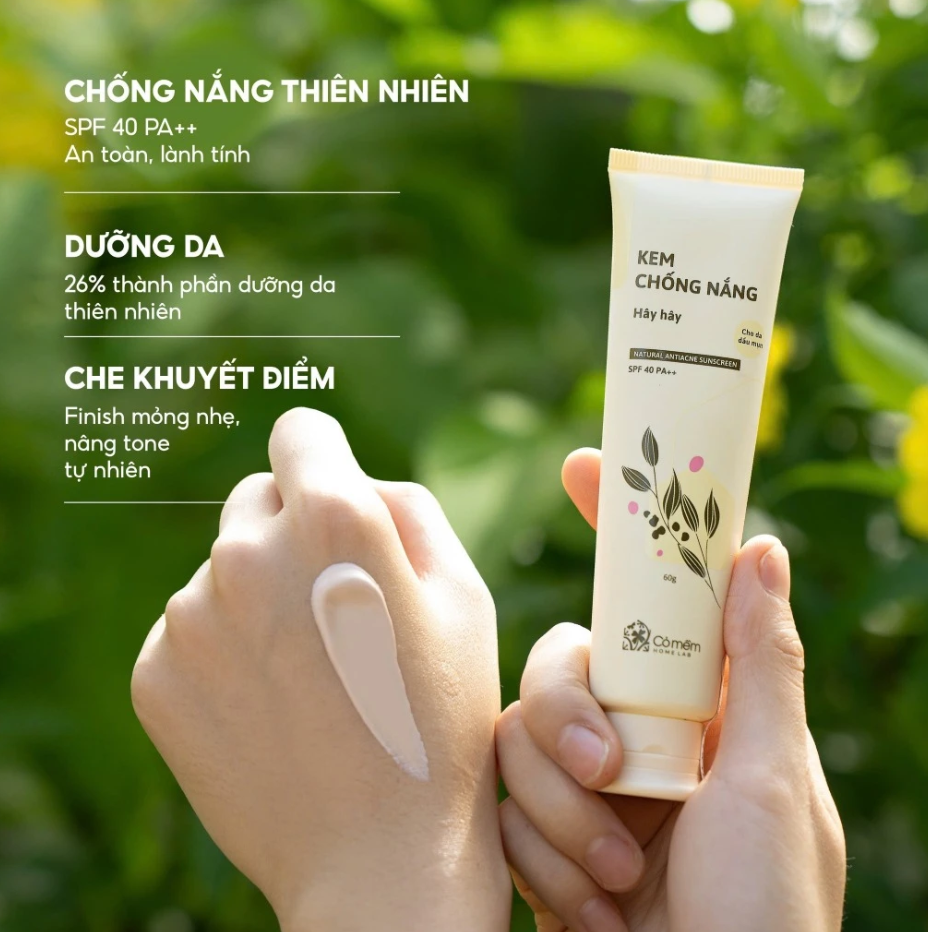 CHỐNG NẮNG THIÊN NHIÊN
SPF 40 PA++
An toàn, lành tính
DƯỠNG DA
26% thành phần dưỡng da
thiên nhiên
CHE KHUYẾT ĐIỂM
Finish mỏng nhẹ,
nâng tone
tự nhiên
KEM
CHỐNG NẮNG
Hây hây
Cho da
dầu mụn
NATURAL ANTIACNE SUNSCREEN
SPF 40 PA++
60g
Cỏ mềm
HOME LAB